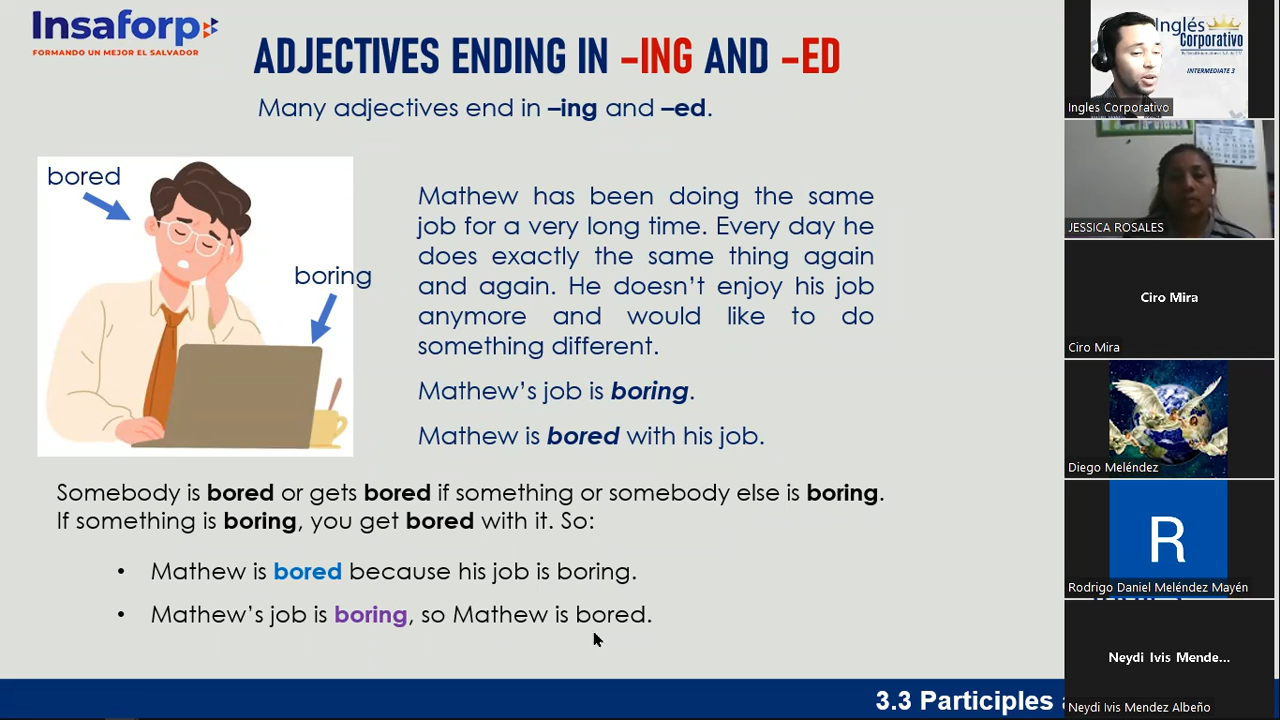 Insaforp
FORMANDO UN MEJOR EL SALVADOR
ADJECTIVES ENDING IN –ING AND –ED
Many adjectives end in –ing and –ed.
bored
boring
Mathew has been doing the same
job for a very long time. Every day he
does exactly the same thing again
and again. He doesn't enjoy his job
anymore and would like to do
something different.
Mathew's job is boring.
Mathew is bored with his job.
Somebody is bored or gets bored if something or somebody else is boring.
If something is boring, you get bored with it. So:
• Mathew is bored because his job is boring.
• Mathew's job is boring, so Mathew is bored.
3.3 Participles
Inglés
Corporativo
INTERMEDIATE 3
Ingles Corporativo
JESSICA ROSALES
Ciro Mira
Ciro Mira
Diego Meléndez
R
Rodrigo Daniel Meléndez Mayén
Neydi Ivis Mende...
Neydi Ivis Mendez Albeño